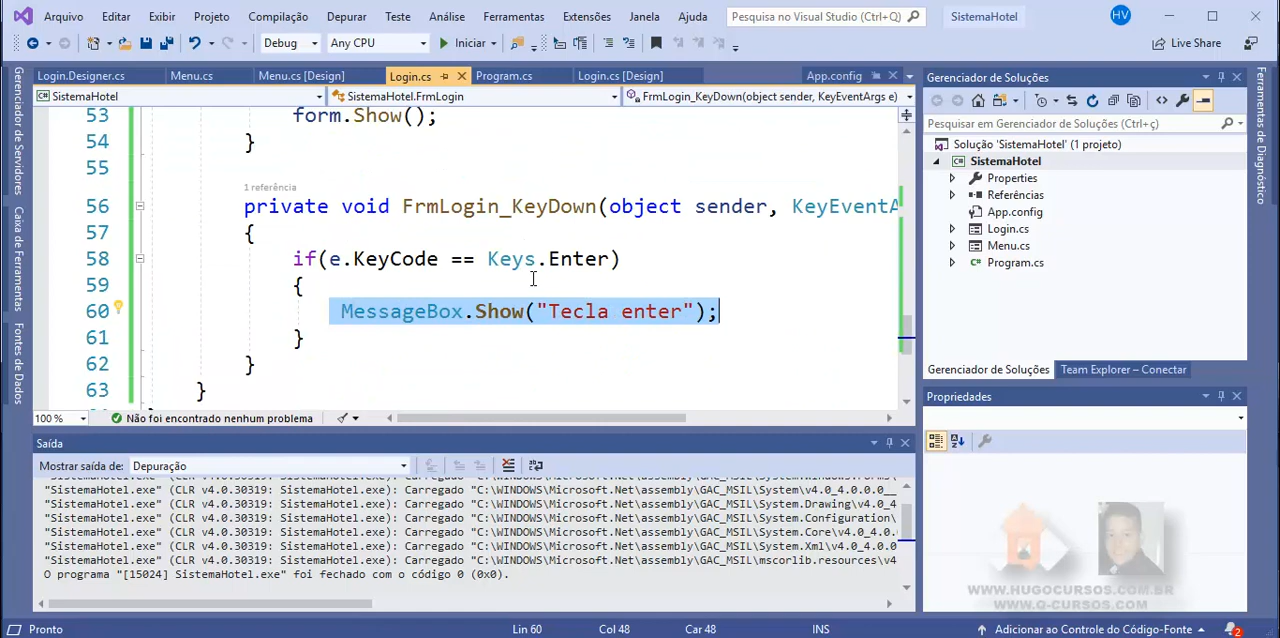 Arquivo Editar Exibir Projeto Compilação Depurar Teste Análise Ferramentas Extensões Janela Ajuda Pesquisa no Visual Studio (Ctrl+Q) SistemaHotel HV
Debug Any CPU Iniciar Live Share
Login.Designer.cs Menu.cs Menu.cs [Design] Login.cs Program.cs Login.cs [Design] App.config
SistemaHotel SistemaHotel.FrmLogin FrmLogin_KeyDown(object sender, KeyEventArgs e)
53 form.Show();
54 }
55
1 referência
56 private void FrmLogin_KeyDown(object sender, KeyEventA
57 {
58 if(e.KeyCode == Keys.Enter)
59 {
60 MessageBox.Show("Tecla enter");
61 }
62 }
63 }
100 % Não foi encontrado nenhum problema
Saída
Mostrar saída de: Depuração
"SistemaHotel.exe" (CLR v4.0.30319: SistemaHotel.exe): Carregado "C:\WINDOWS\Microsoft.Net\assembly\GAC_MSIL\System\v4.0_4.0.0.0__
"SistemaHotel.exe" (CLR v4.0.30319: SistemaHotel.exe): Carregado "C:\WINDOWS\Microsoft.Net\assembly\GAC_MSIL\System.Drawing\v4.0_4
"SistemaHotel.exe" (CLR v4.0.30319: SistemaHotel.exe): Carregado "C:\WINDOWS\Microsoft.Net\assembly\GAC_MSIL\System.Configuration\
"SistemaHotel.exe" (CLR v4.0.30319: SistemaHotel.exe): Carregado "C:\WINDOWS\Microsoft.Net\assembly\GAC_MSIL\System.Core\v4.0_4.0.
"SistemaHotel.exe" (CLR v4.0.30319: SistemaHotel.exe): Carregado "C:\WINDOWS\Microsoft.Net\assembly\GAC_MSIL\System.Xml\v4.0_4.0.0
"SistemaHotel.exe" (CLR v4.0.30319: SistemaHotel.exe): Carregado "C:\WINDOWS\Microsoft.Net\assembly\GAC_MSIL\mscorlib.resources\v4
O programa "[15024] SistemaHotel.exe" foi fechado com o código 0 (0x0).
Gerenciador de Soluções
Pesquisar em Gerenciador de Soluções (Ctrl+ç)
Solução 'SistemaHotel' (1 projeto)
SistemaHotel
Properties
Referências
App.config
Login.cs
Menu.cs
Program.cs
Gerenciador de Soluções Team Explorer – Conectar
Propriedades
WWW.HUGOCURSOS.COM.BR
WWW.Q-CURSOS.COM
Gerenciador de Servidores
Caixa de Ferramentas
Fontes de Dados
Ferramentas de Diagnóstico
Pronto Lin 60 Col 48 Car 48 INS Adicionar ao Controle do Código-Fonte 2